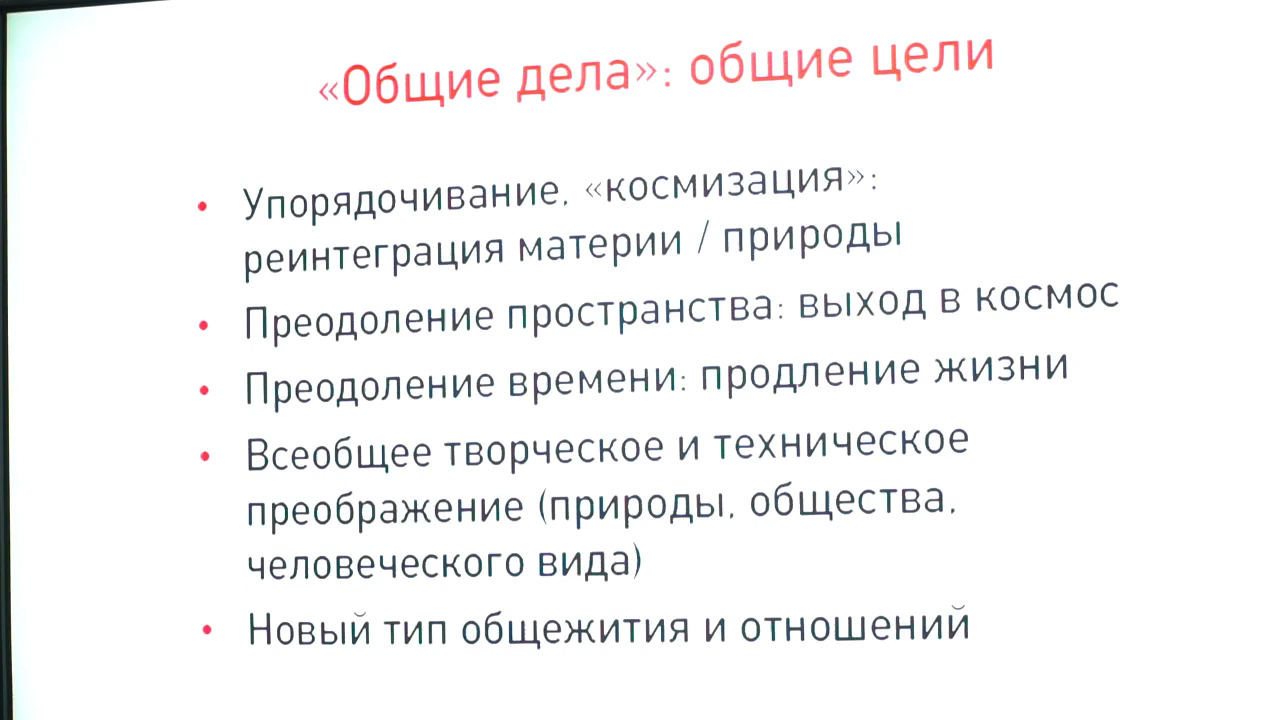 «Общие дела»: общие цели
• Упорядочивание, «космизация»:
реинтеграция материи / природы
• Преодоление пространства: выход в космос
• Преодоление времени: продление жизни
• Всеобщее творческое и техническое
преображение (природы, общества,
человеческого вида)
• Новый тип общежития и отношений